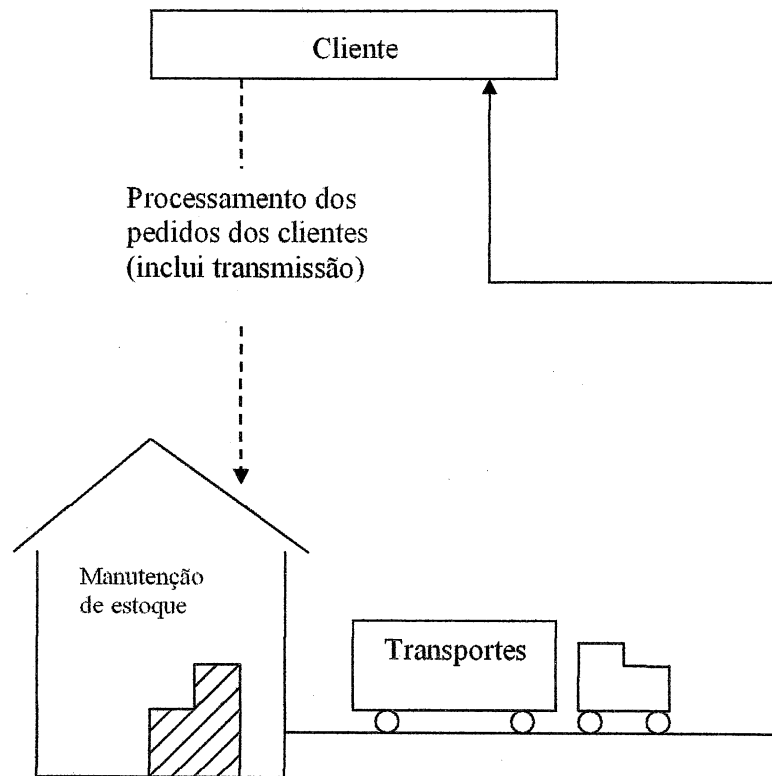 Cliente
Processamento dos
pedidos dos clientes
(inclui transmissão)
Manutenção
de estoque
Transportes